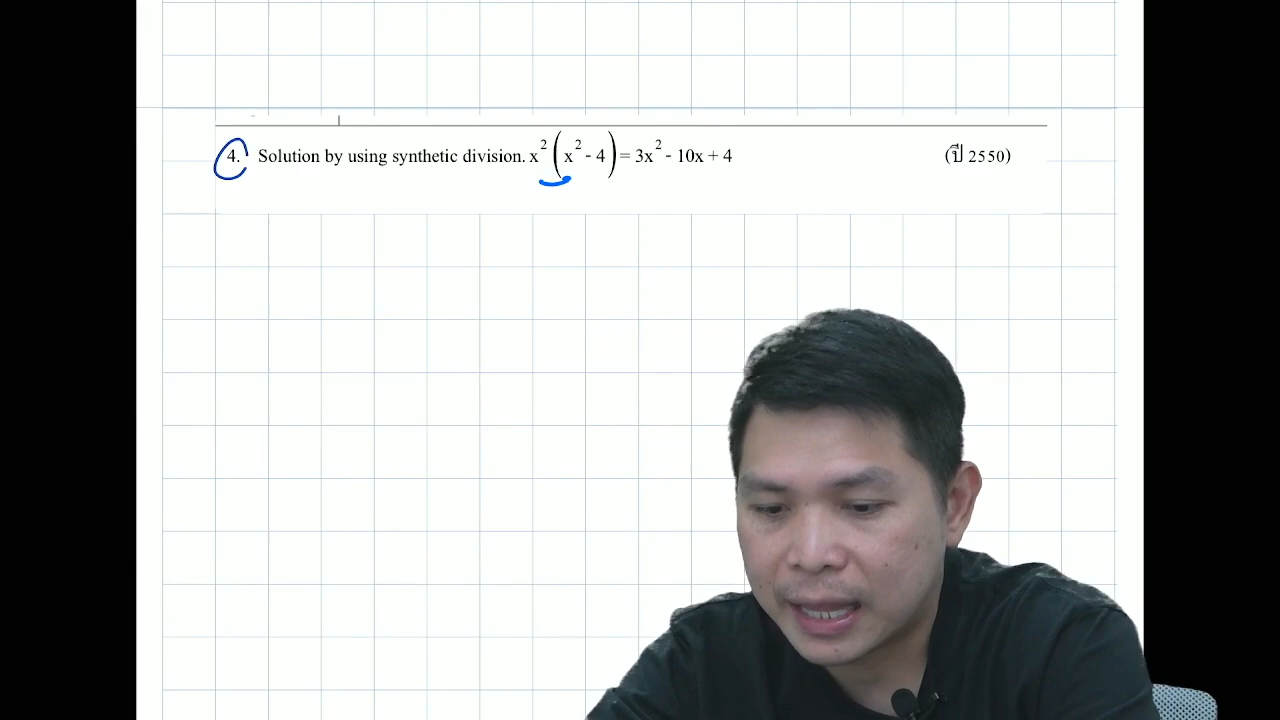 4. Solution by using synthetic division. x² (x² - 4) = 3x² - 10x + 4 (ปี 2550)